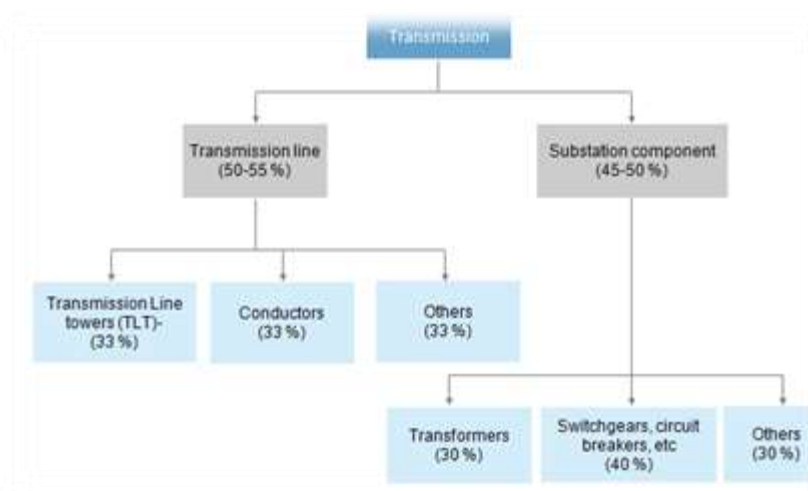 Transmission
Transmission line
(50-55 %)
Substation component
(45-50 %)
Transmission Line
towers (TLT)-
(33 %)
Conductors
(33 %)
Others
(33 %)
Transformers
(30 %)
Switchgears, circuit
breakers, etc
(40 %)
Others
(30 %)